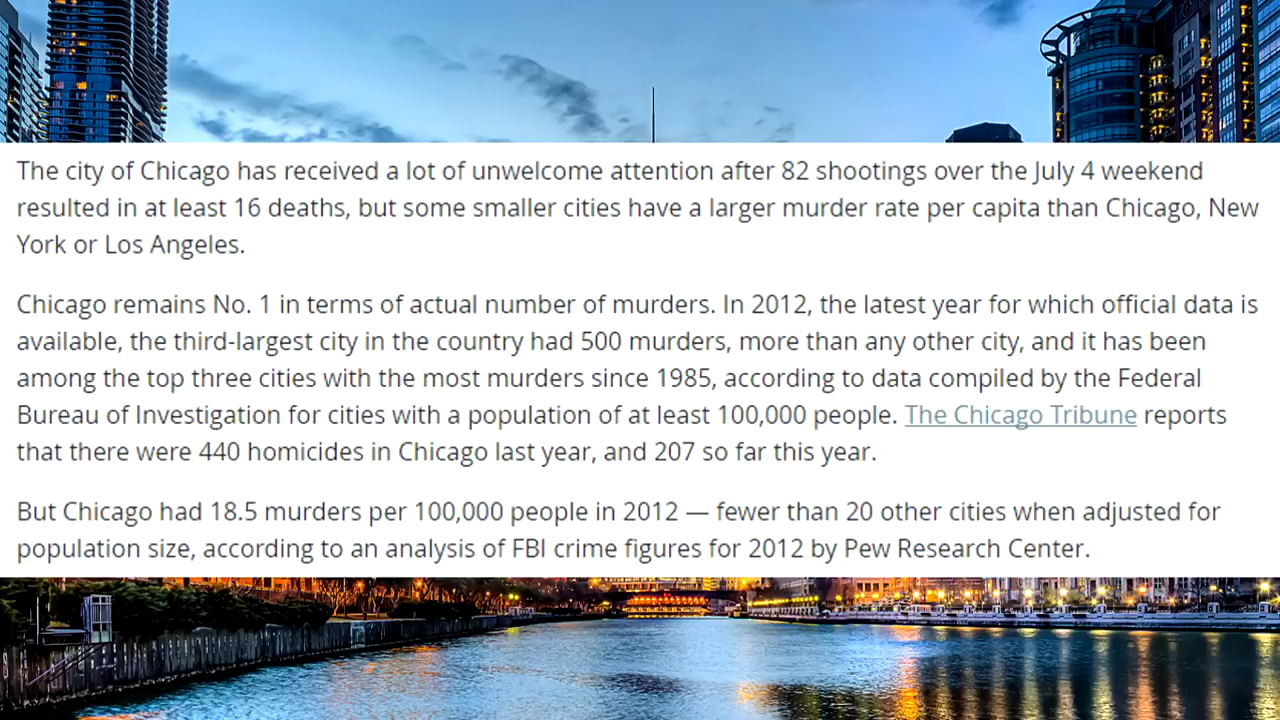 The city of Chicago has received a lot of unwelcome attention after 82 shootings over the July 4 weekend
resulted in at least 16 deaths, but some smaller cities have a larger murder rate per capita than Chicago, New
York or Los Angeles.
Chicago remains No. 1 in terms of actual number of murders. In 2012, the latest year for which official data is
available, the third-largest city in the country had 500 murders, more than any other city, and it has been
among the top three cities with the most murders since 1985, according to data compiled by the Federal
Bureau of Investigation for cities with a population of at least 100,000 people. The Chicago Tribune reports
that there were 440 homicides in Chicago last year, and 207 so far this year.
But Chicago had 18.5 murders per 100,000 people in 2012 — fewer than 20 other cities when adjusted for
population size, according to an analysis of FBI crime figures for 2012 by Pew Research Center.